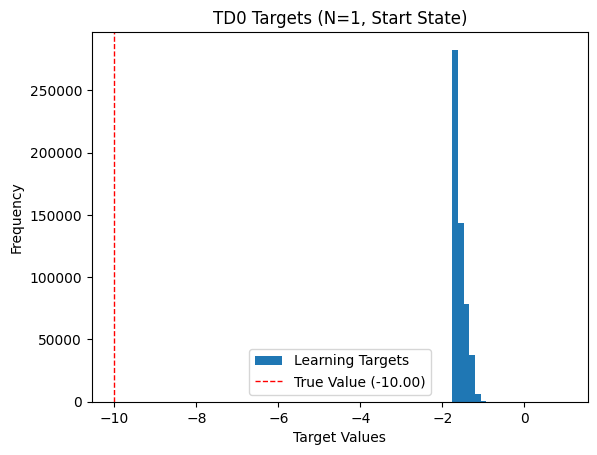 TD0 Targets (N=1, Start State)
250000
200000
150000
100000
50000
0
Frequency
Learning Targets
True Value (-10.00)
−10
−8
−6
−4
−2
0
Target Values